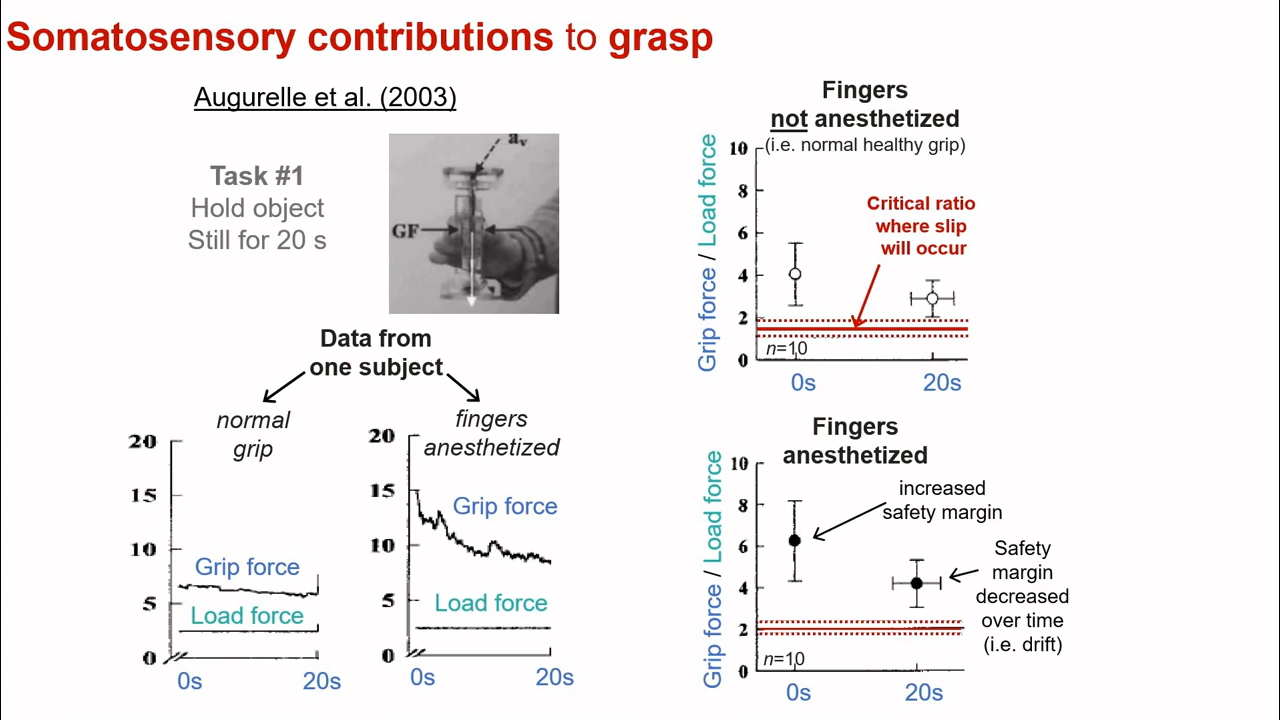 Somatosensory contributions to grasp
Augurelle et al. (2003)
Task #1
Hold object
Still for 20 s
a_v
GF
Data from
one subject
normal
grip
20
15
10
5
0
Grip force
Load force
0s
20s
fingers
anesthetized
20
15
10
5
0
Grip force
Load force
0s
20s
Fingers
not anesthetized
(i.e. normal healthy grip)
Grip force / Load force
10
8
6
4
2
0
Critical ratio
where slip
will occur
n=10
0s
20s
Fingers
anesthetized
Grip force / Load force
10
8
6
4
2
0
increased
safety margin
Safety
margin
decreased
over time
(i.e. drift)
n=10
0s
20s